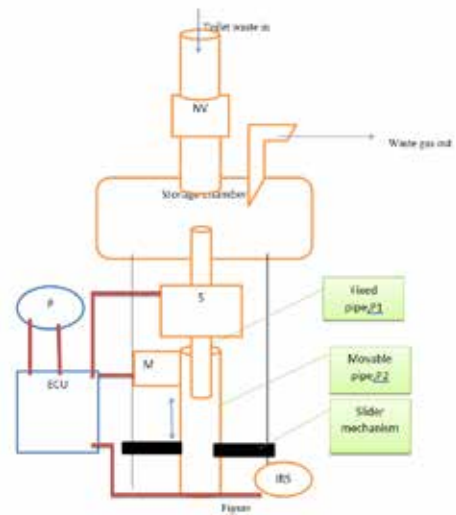 Toilet waste in
NV
Waste gas out
Storage Chamber
S
Fixed
pipe,P1
P
M
ECU
Movable
pipe,P2
Slider
mechanism
IRS
Figure